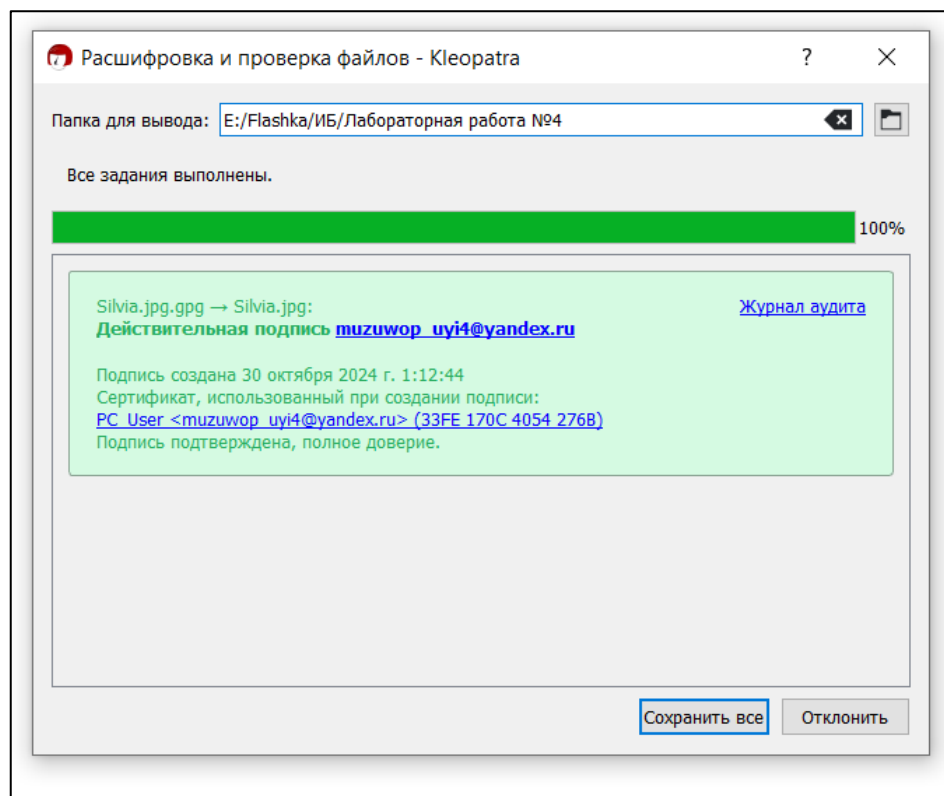 Расшифровка и проверка файлов - Kleopatra
Папка для вывода: E:/Flashka/ИБ/Лабораторная работа №4
Все задания выполнены.
100%
Silvia.jpg.gpg → Silvia.jpg: Журнал аудита
Действительная подпись muzuwop_uyi4@yandex.ru
Подпись создана 30 октября 2024 г. 1:12:44
Сертификат, использованный при создании подписи:
PC_User <muzuwop_uyi4@yandex.ru> (33FE 170C 4054 276B)
Подпись подтверждена, полное доверие.
Сохранить все Отклонить